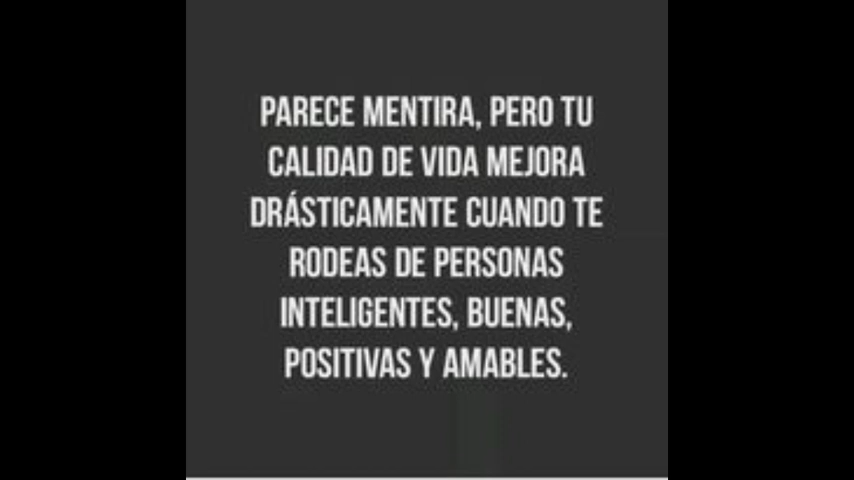 PARECE MENTIRA, PERO TU
CALIDAD DE VIDA MEJORA
DRÁSTICAMENTE CUANDO TE
RODEAS DE PERSONAS
INTELIGENTES, BUENAS,
POSITIVAS Y AMABLES.